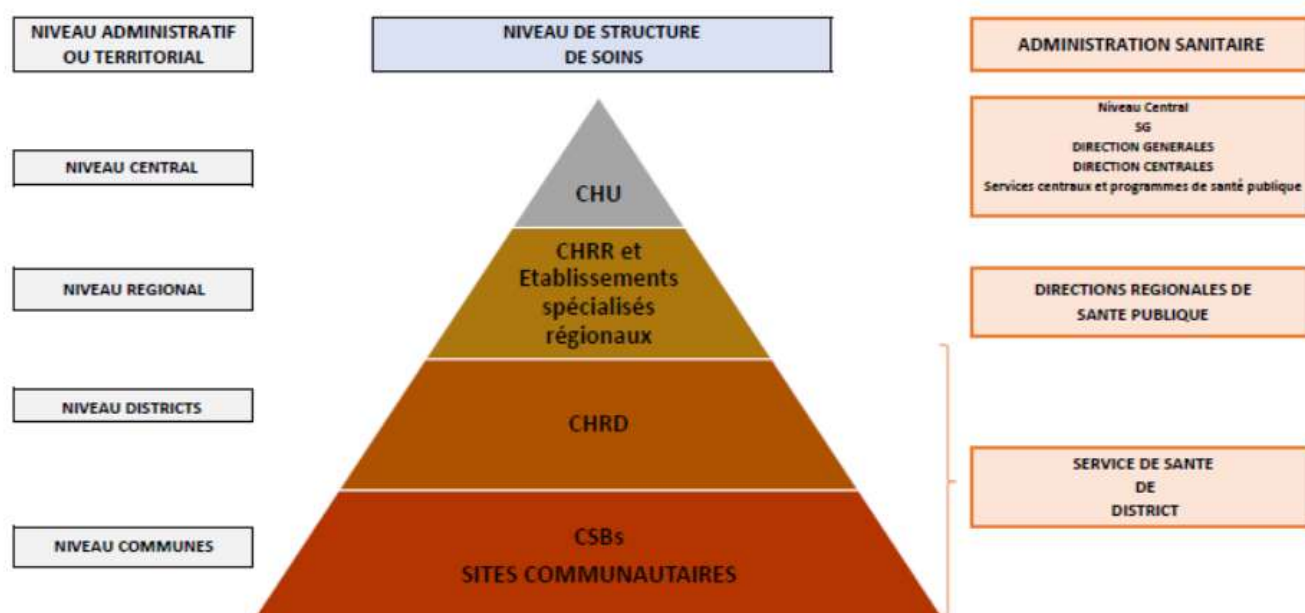 NIVEAU ADMINISTRATIF
OU TERRITORIAL
NIVEAU DE STRUCTURE
DE SOINS
ADMINISTRATION SANITAIRE
NIVEAU CENTRAL
CHU
Niveau Central
SG
DIRECTION GENERALES
DIRECTION CENTRALES
Services centraux et programmes de santé publique
NIVEAU REGIONAL
CHRR et
Etablissements
spécialisés
régionaux
DIRECTIONS REGIONALES DE
SANTE PUBLIQUE
NIVEAU DISTRICTS
CHRD
SERVICE DE SANTE
DE
DISTRICT
NIVEAU COMMUNES
CSBs
SITES COMMUNAUTAIRES